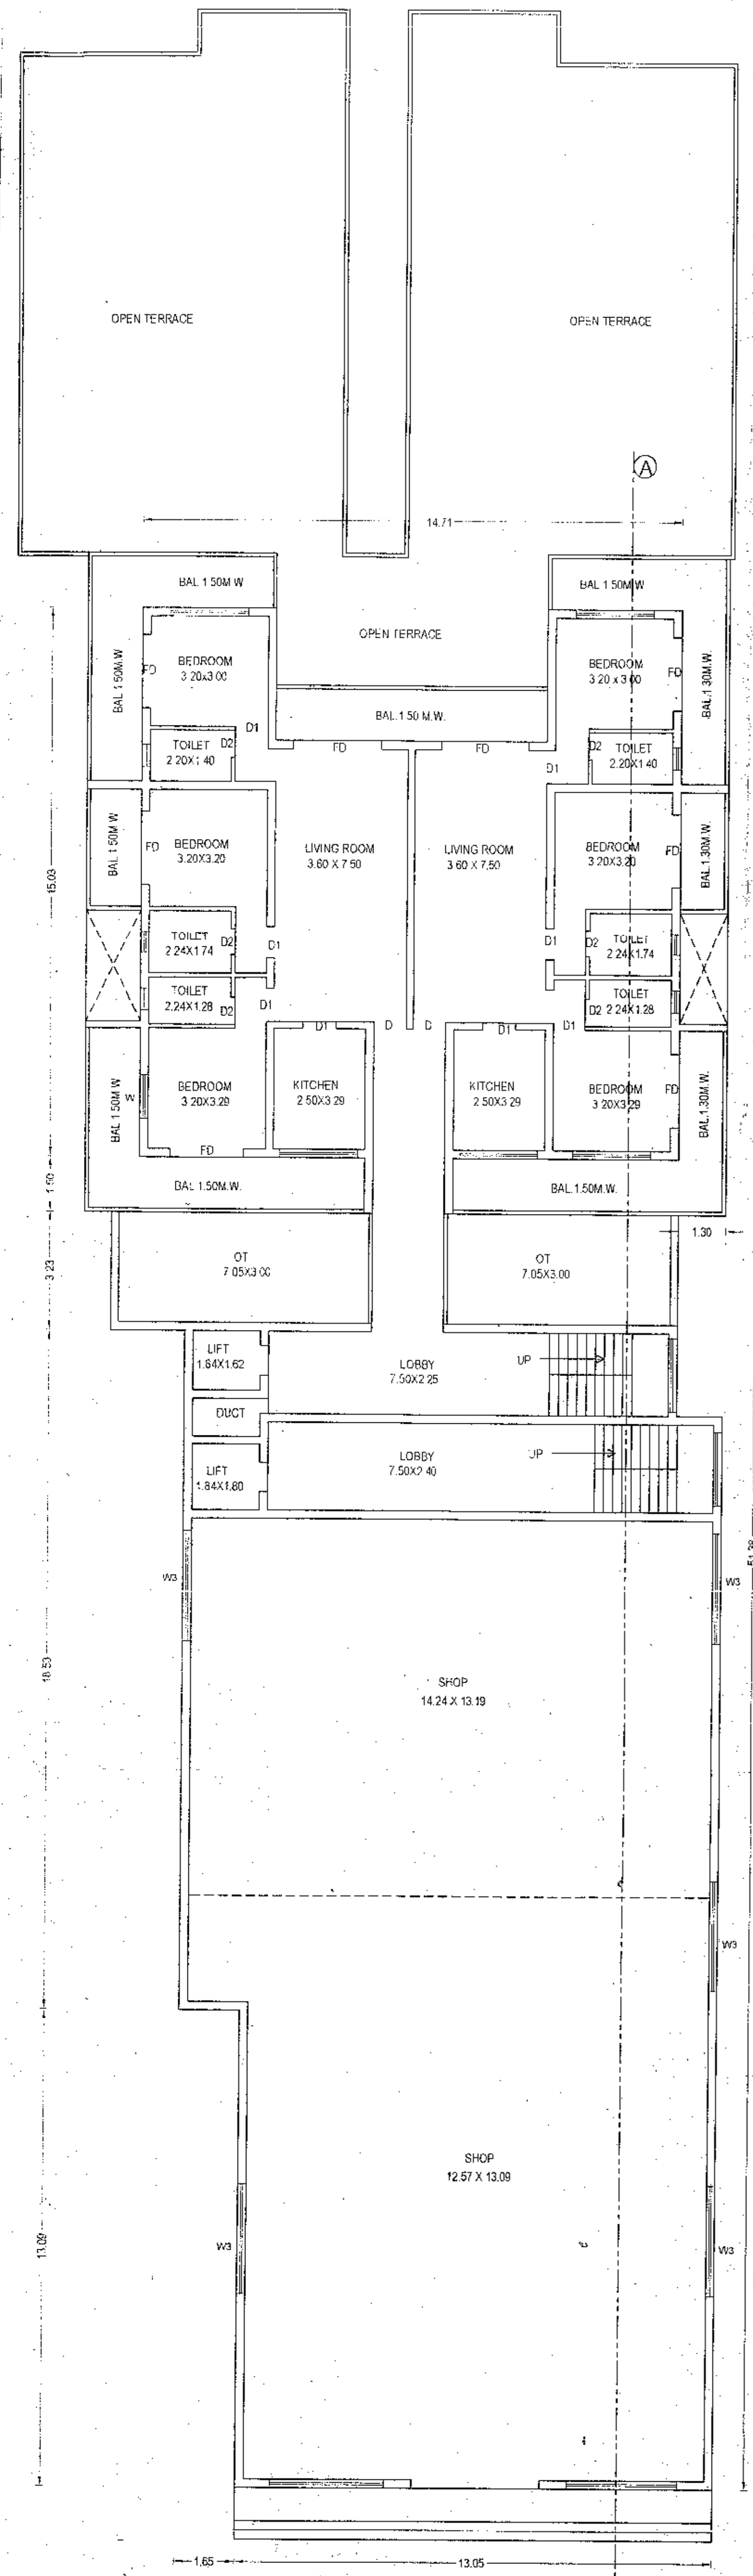 OPEN TERRACE
OPEN TERRACE
A
14.71
BAL 1 50M W
BAL 1 50M W
OPEN TERRACE
BAL 1 50M.W.
BEDROOM
3 20x3 00
FD
BEDROOM
3 20 x 3 00
FD
BAL.1 30M.W.
BAL.1 50 M.W.
D1
TOILET
2 20X1 40
D2
FD
FD
D1
D2
TOILET
2.20X1 40
BAL 1 50M W
FD
BEDROOM
3.20X3.20
LIVING ROOM
3.60 X 7 50
LIVING ROOM
3 60 X 7.50
BEDROOM
3 20X3.20
FD
BAL.1.30M.W.
15.03
TOILET
2 24X1.74
D2
D1
D1
D2
TOILET
2 24X1.74
TOILET
2,24X1.28
D2
D1
D1
D
D
D1
D1
D2
TOILET
2 24X1.28
BAL 1 50M W
W
BEDROOM
3 20X3.29
KITCHEN
2 50X3 29
KITCHEN
2 50X3 29
BEDROOM
3 20X3,29
FD
BAL.1.30M.W.
FD
BAL 1.50M.W.
BAL.1.50M.W.
1.50
1.30
3.23
OT
7 05X3 00
OT
7.05X3.00
LIFT
1.84X1.62
LOBBY
7.50X2 25
UP
DUCT
LOBBY
7.50X2 40
UP
LIFT
1.84X1.80
W3
W3
18.53
SHOP
14.24 X 13.19
W3
SHOP
12.57 X 13.09
W3
W3
13.09
1.65
13.05